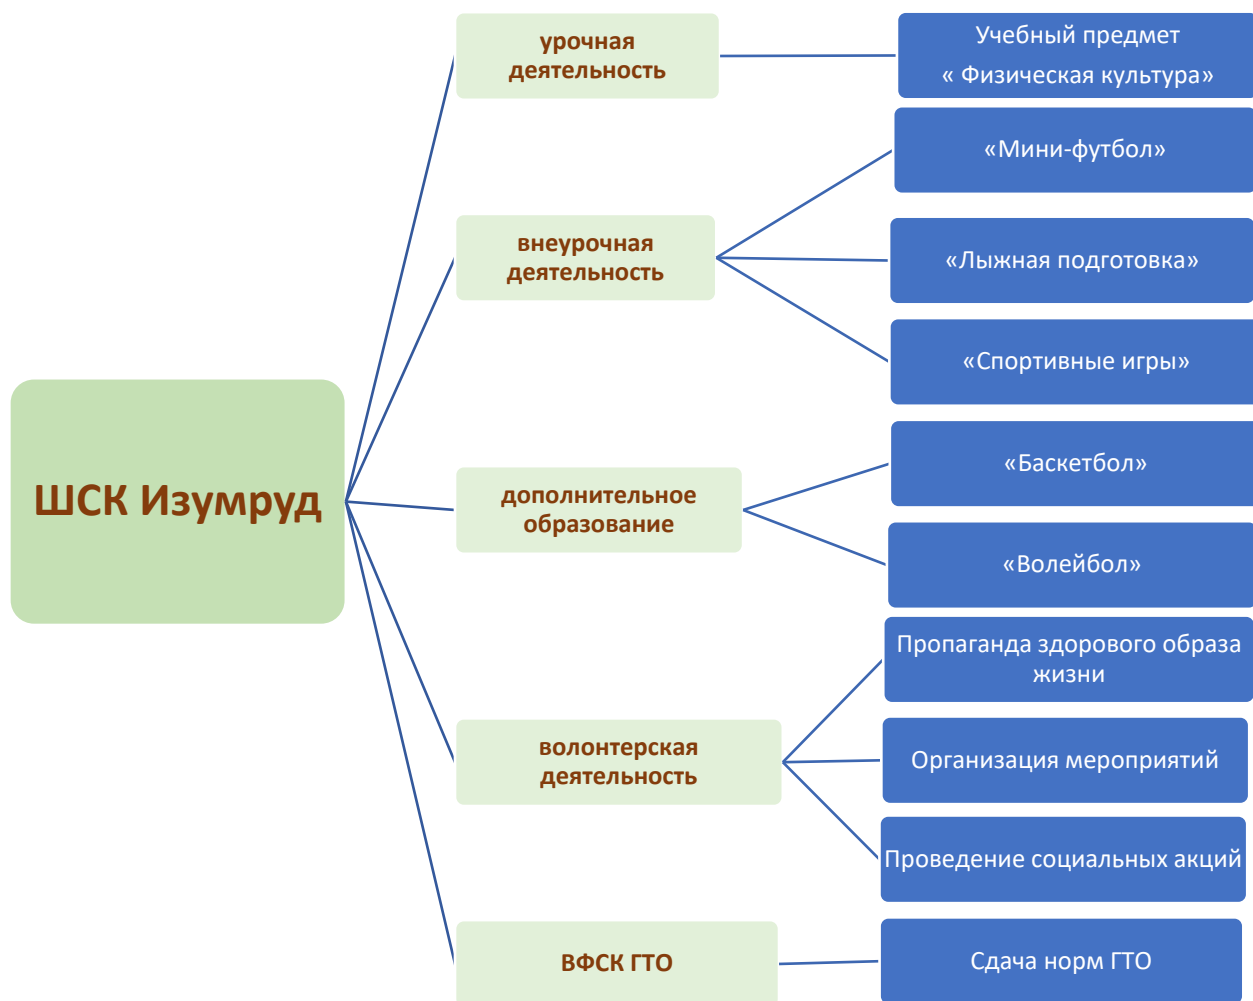 ШСК Изумруд
урочная
деятельность
Учебный предмет
« Физическая культура»
внеурочная
деятельность
«Мини-футбол»
«Лыжная подготовка»
«Спортивные игры»
дополнительное
образование
«Баскетбол»
«Волейбол»
волонтерская
деятельность
Пропаганда здорового образа
жизни
Организация мероприятий
Проведение социальных акций
ВФСК ГТО
Сдача норм ГТО